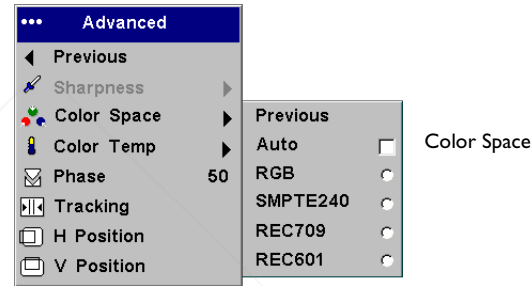 ••• Advanced
Previous
Sharpness
Color Space
Color Temp
Phase 50
Tracking
H Position
V Position
Previous
Auto
RGB
SMPTE240
REC709
REC601
Color Space